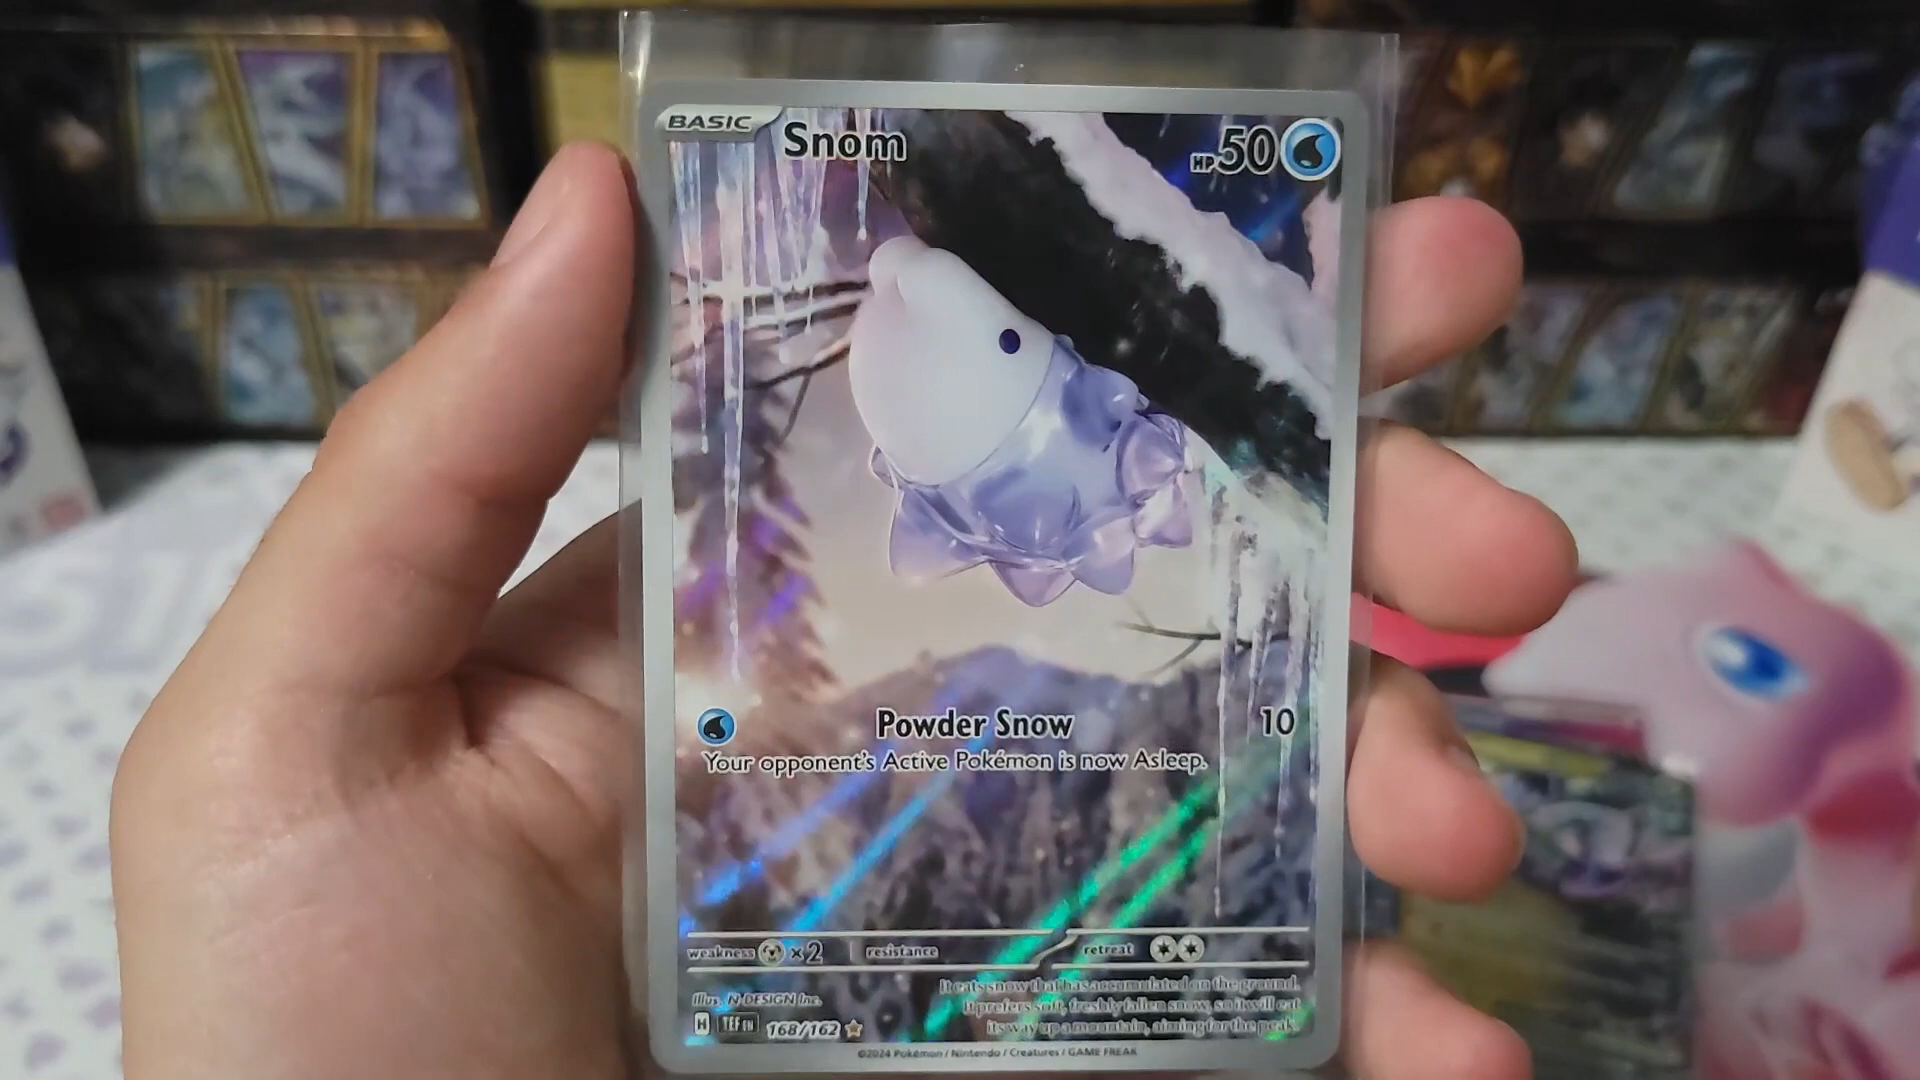 BASIC
Snom
HP 50
Powder Snow 10
Your opponent's Active Pokémon is now Asleep.
weakness ×2 resistance retreat
It eats snow that has accumulated on the ground.
It prefers soft, freshly fallen snow, so it will eat
its way up a mountain, aiming for the peak.
Illus. N-DESIGN Inc.
H TEF EN 168/162
©2024 Pokémon / Nintendo / Creatures / GAME FREAK